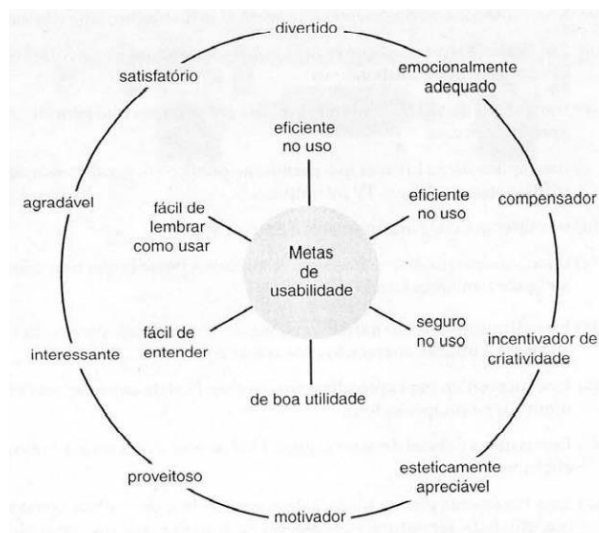 divertido
satisfatório
emocionalmente
adequado
eficiente
no uso
agradável
fácil de
lembrar
como usar
eficiente
no uso
compensador
Metas
de
usabilidade
interessante
fácil de
entender
seguro
no uso
incentivador de
criatividade
de boa utilidade
proveitoso
esteticamente
apreciável
motivador